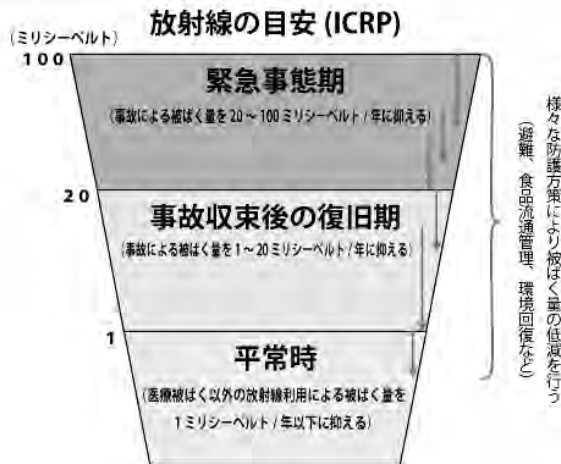 放射線の目安 (ICRP)
(ミリシーベルト)
100
緊急事態期
(事故による被ばく量を 20 ~ 100 ミリシーベルト / 年に抑える)
20
事故収束後の復旧期
(事故による被ばく量を 1 ~ 20 ミリシーベルト / 年に抑える)
1
平常時
(医療被ばく以外の放射線利用による被ばく量を
1 ミリシーベルト / 年以下に抑える)
様々な防護方策により被ばく量の低減を行う
(避難、食品流通管理、環境回復など)